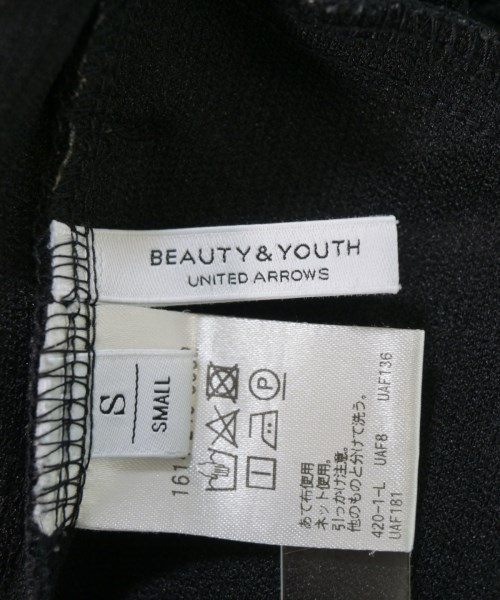 BEAUTY & YOUTH
UNITED ARROWS
S
SMALL
P
あて布使用
ネット使用。
引っかけ注意。
他のものと分けて洗う。
420-1-L UAF8 UAF136
UAF181